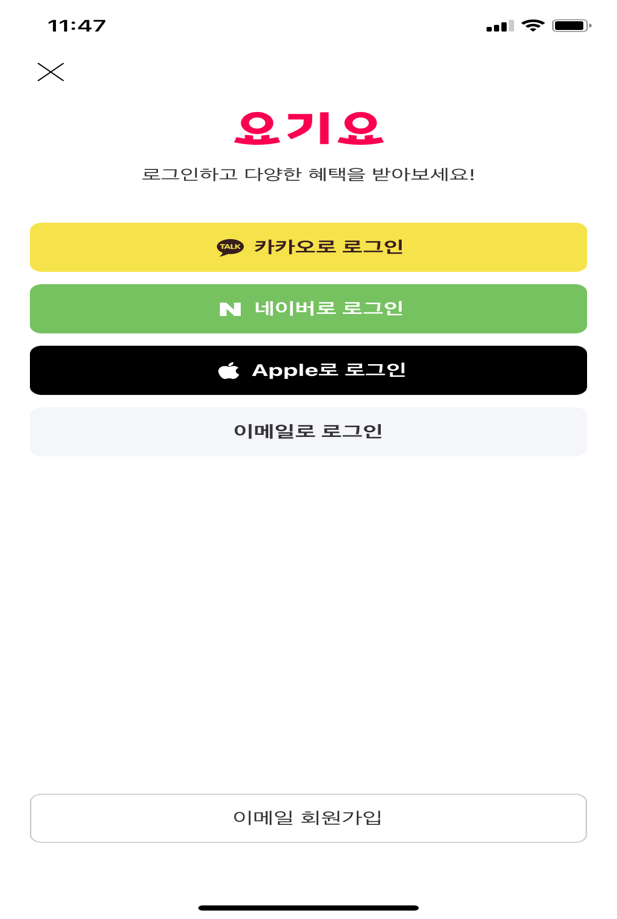 11:47
요기요
로그인하고 다양한 혜택을 받아보세요!
TALK 카카오로 로그인
N 네이버로 로그인
Apple로 로그인
이메일로 로그인
이메일 회원가입